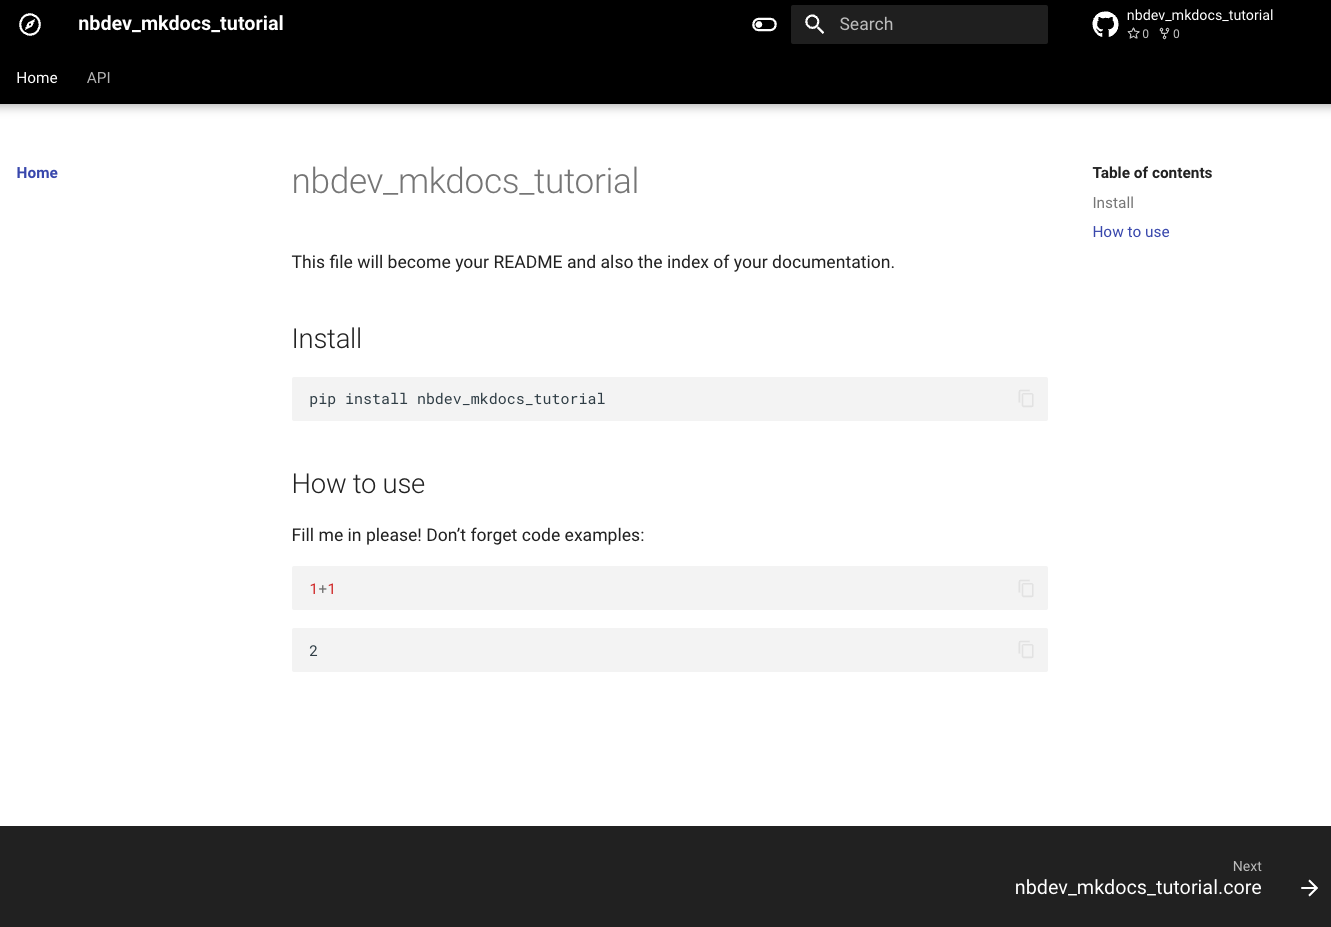 nbdev_mkdocs_tutorial
Search
nbdev_mkdocs_tutorial
0 0
Home API
Home
nbdev_mkdocs_tutorial
This file will become your README and also the index of your documentation.
Install
pip install nbdev_mkdocs_tutorial
How to use
Fill me in please! Don’t forget code examples:
1+1
2
Table of contents
Install
How to use
Next
nbdev_mkdocs_tutorial.core